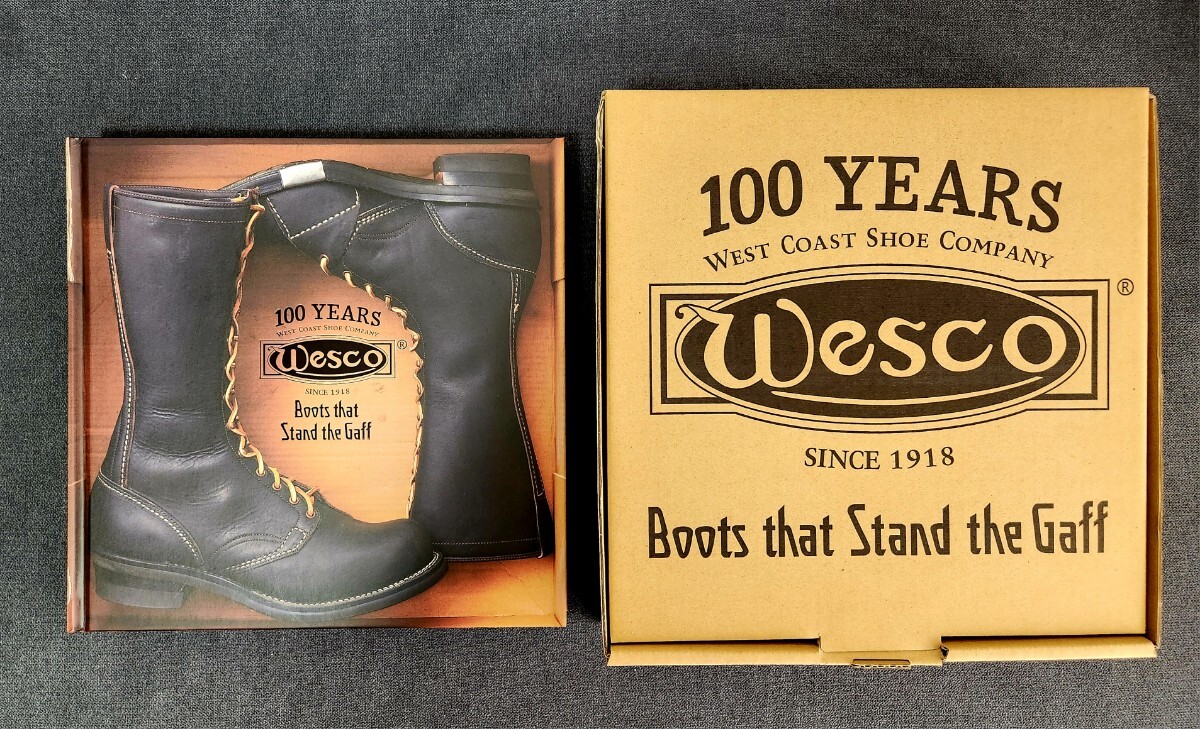 100 YEARS
WEST COAST SHOE COMPANY
Wesco®
SINCE 1918
Boots that
Stand the Gaff
100 YEARS
WEST COAST SHOE COMPANY
Wesco®
SINCE 1918
Boots that Stand the Gaff